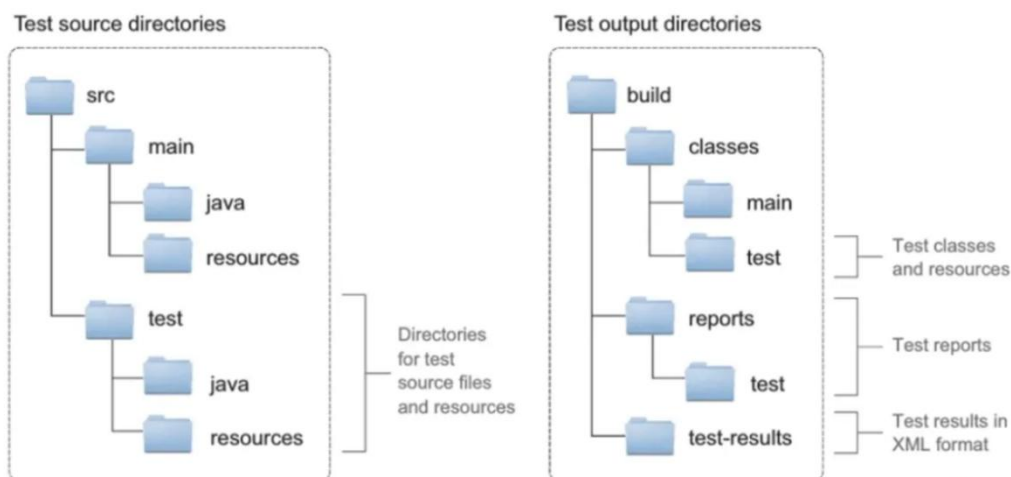 Test source directories
src
main
java
resources
test
java
resources
Directories
for test
source files
and resources
Test output directories
build
classes
main
test
Test classes
and resources
reports
Test reports
test
test-results
Test results in
XML format